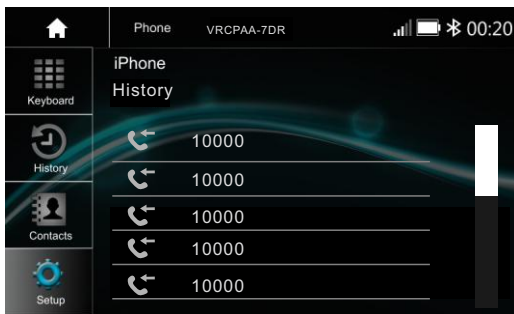 Phone VRCPAA-7DR 00:20
iPhone
History
Keyboard
History
Contacts
Setup
10000
10000
10000
10000
10000